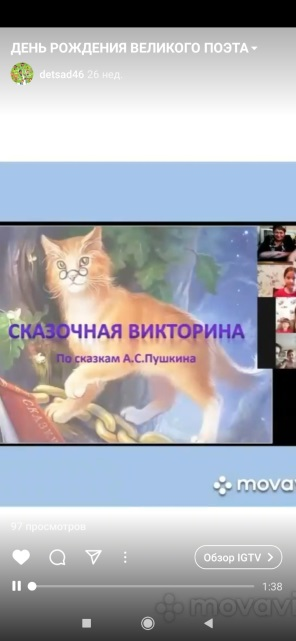 ДЕНЬ РОЖДЕНИЯ ВЕЛИКОГО ПОЭТА
detsad46 26 нед.
СКАЗОЧНАЯ ВИКТОРИНА
По сказкам А.С.Пушкина
СКАЗКИ
movavi
97 просмотров
Обзор IGTV
1:38
movavi